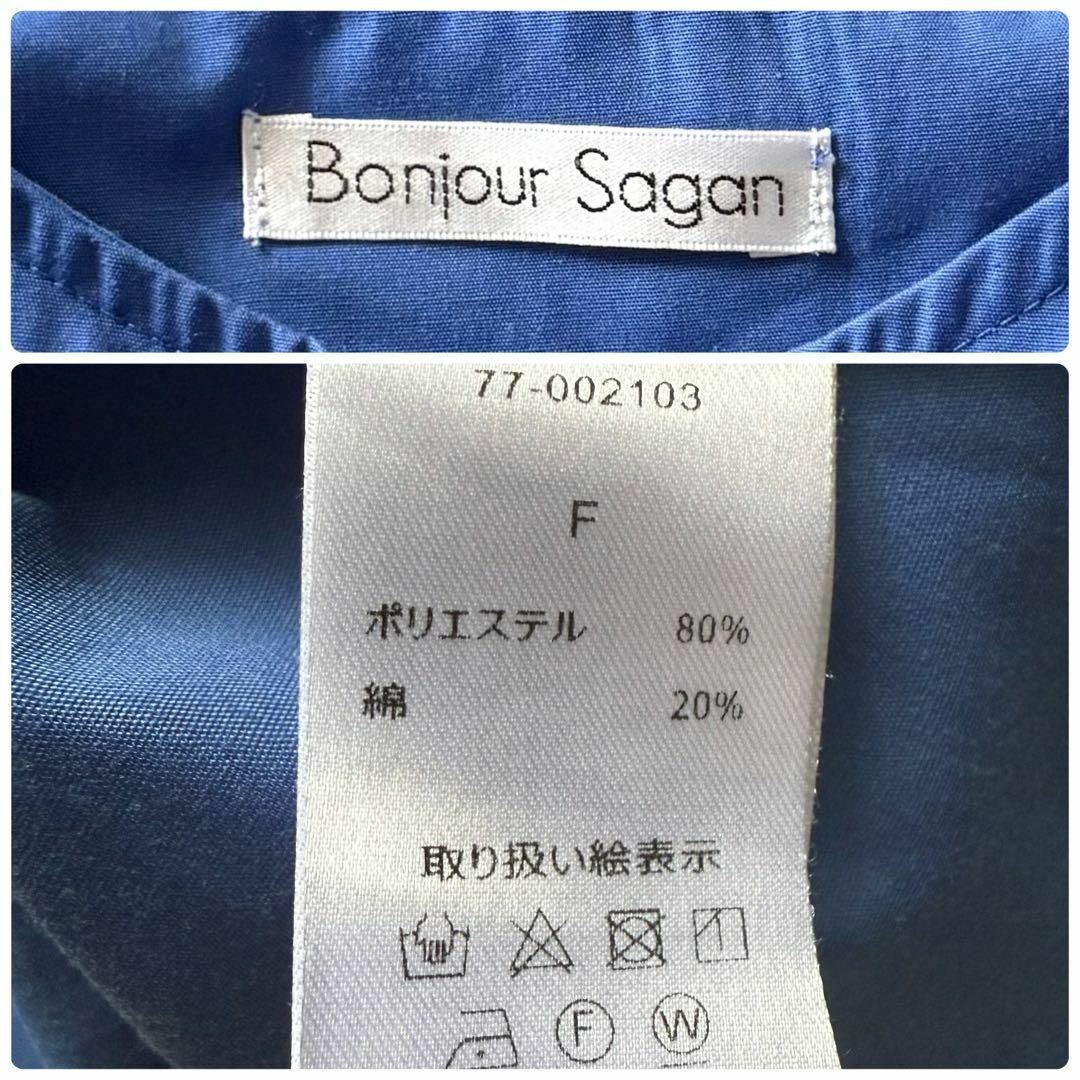 Bonjour Sagan
77-002103
F
ポリエステル 80%
綿 20%
取り扱い絵表示
F W